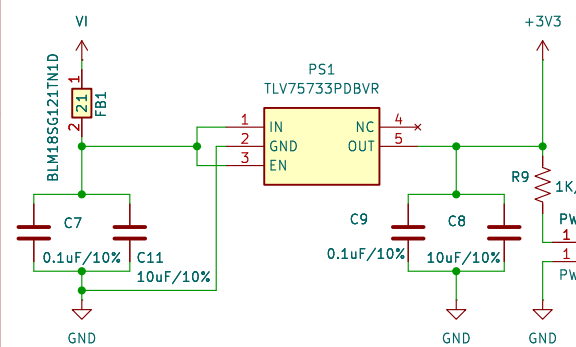 VI
+3V3
PS1
TLV75733PDBVR
BLM18SG121TN1D
1
21
FB1
2
1 IN NC 4
2 GND OUT 5
3 EN
R9
1K/
C7
0.1uF/10%
C11
10uF/10%
C9
0.1uF/10%
C8
10uF/10%
PW
1
1
PW
GND
GND
GND